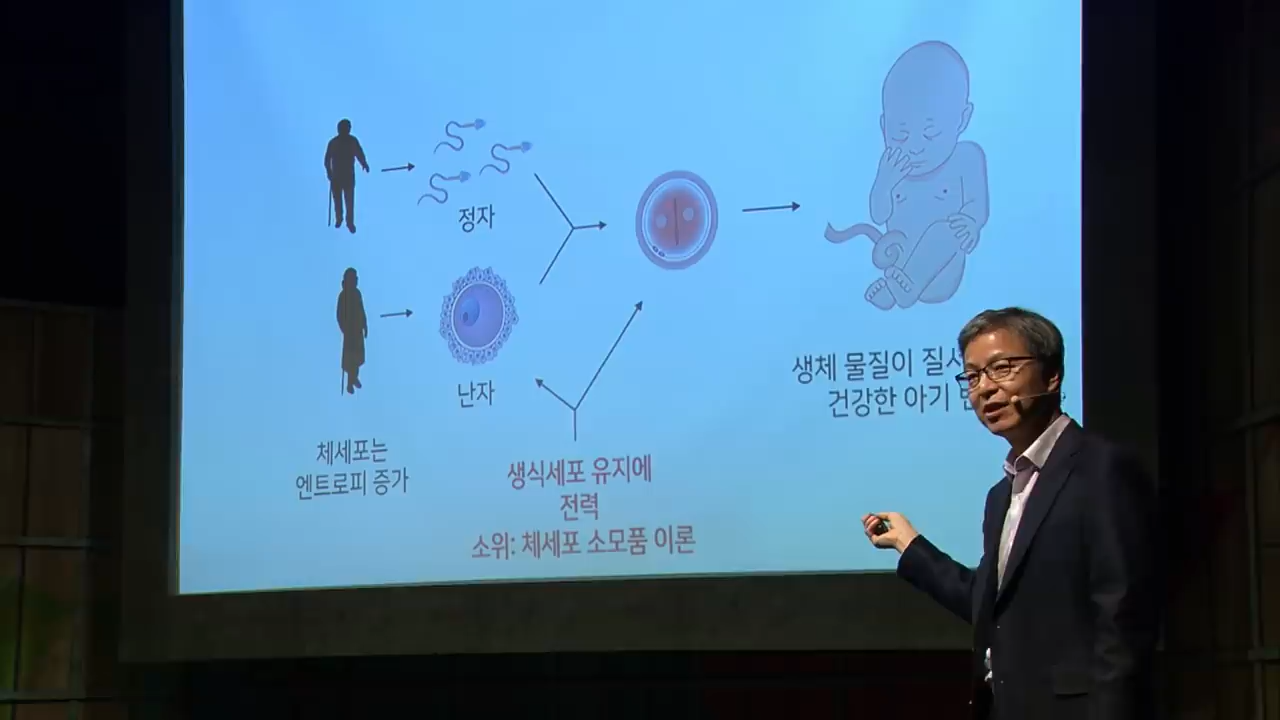 정자
난자
체세포는
엔트로피 증가
생식세포 유지에
전력
소위: 체세포 소모품 이론
생체 물질이
건강한 아기